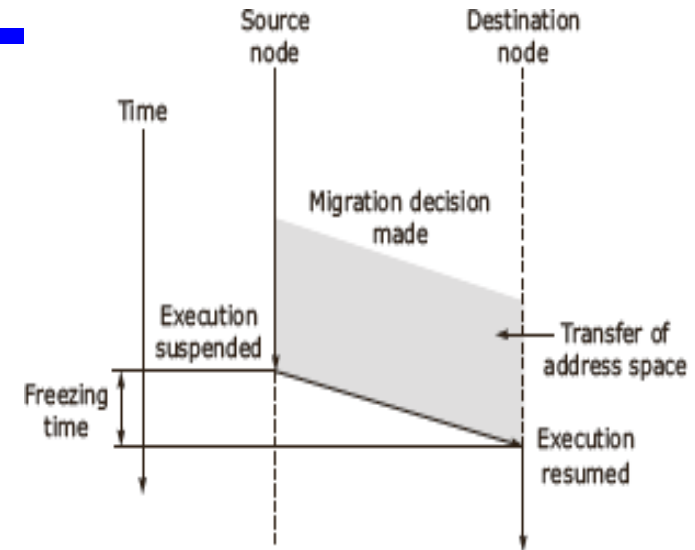 Source
node
Destination
node
Time
Migration decision
made
Execution
suspended
Transfer of
address space
Freezing
time
Execution
resumed